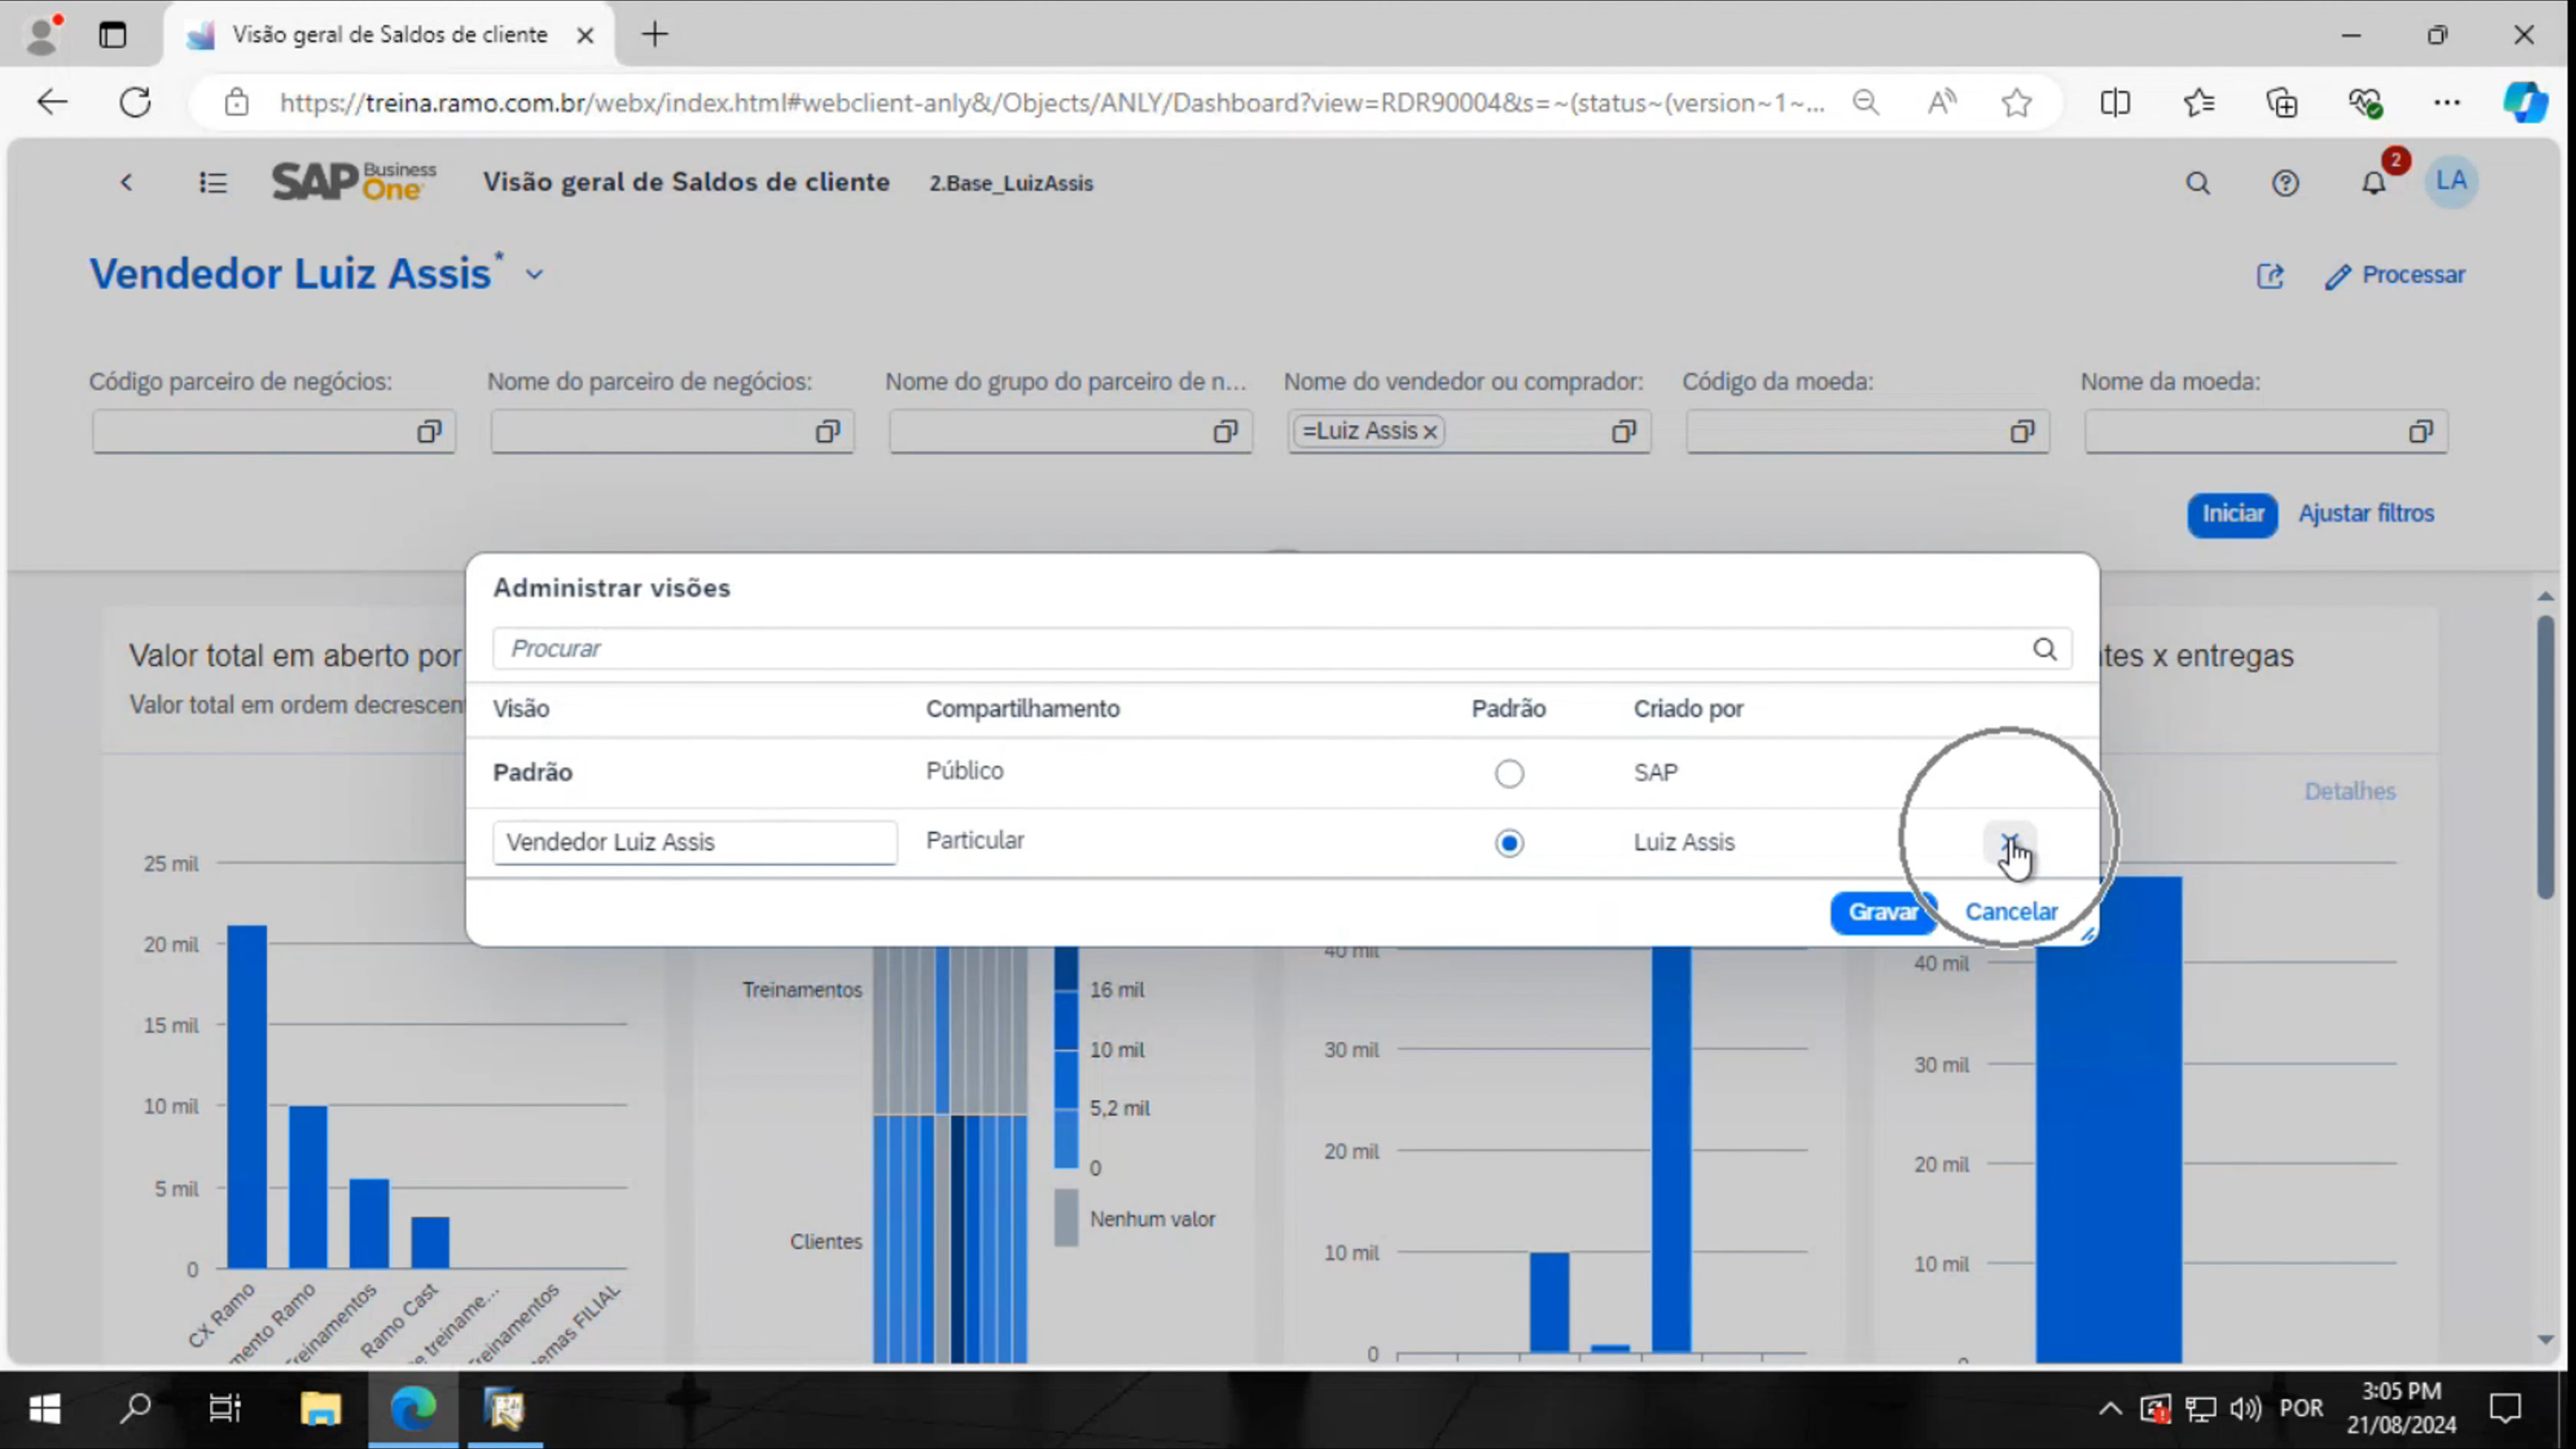 Visão geral de Saldos de cliente
https://treina.ramo.com.br/webx/index.html#webclient-anly&/Objects/ANLY/Dashboard?view=RDR90004&s=~(status~(version~1~...
SAP Business One
Visão geral de Saldos de cliente
2.Base_LuizAssis
2
LA
Vendedor Luiz Assis*
Processar
Código parceiro de negócios:
Nome do parceiro de negócios:
Nome do grupo do parceiro de n...
Nome do vendedor ou comprador:
Código da moeda:
Nome da moeda:
=Luiz Assis
Iniciar
Ajustar filtros
Administrar visões
Procurar
Visão
Compartilhamento
Padrão
Criado por
Padrão
Público
SAP
Vendedor Luiz Assis
Particular
Luiz Assis
Gravar
Cancelar
Valor total em aberto por
Valor total em ordem decrescen
25 mil
20 mil
15 mil
10 mil
5 mil
0
CX Ramo
mento Ramo
Treinamentos
Ramo Cast
e treiname...
Treinamentos
ernas FILIAL
Treinamentos
Clientes
16 mil
10 mil
5,2 mil
0
Nenhum valor
40 mil
30 mil
20 mil
10 mil
0
tes x entregas
Detalhes
40 mil
30 mil
20 mil
10 mil
POR
3:05 PM
21/08/2024